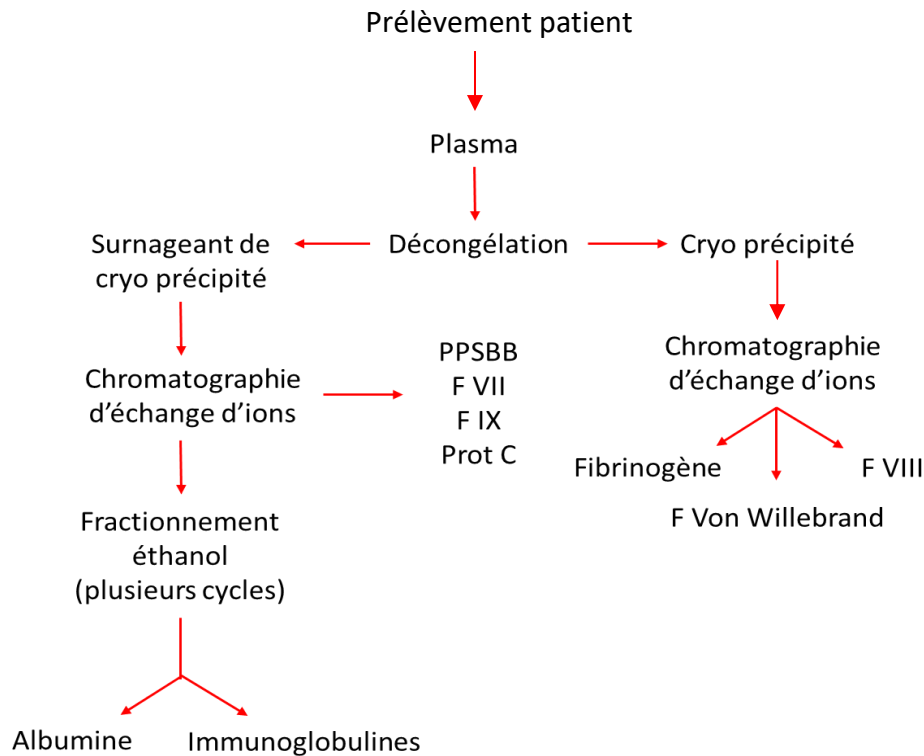 Prélèvement patient
Plasma
Surnageant de
cryo précipité
Décongélation
Cryo précipité
Chromatographie
d’échange d’ions
PPSBB
F VII
F IX
Prot C
Chromatographie
d’échange d’ions
Fibrinogène
F VIII
F Von Willebrand
Fractionnement
éthanol
(plusieurs cycles)
Albumine
Immunoglobulines